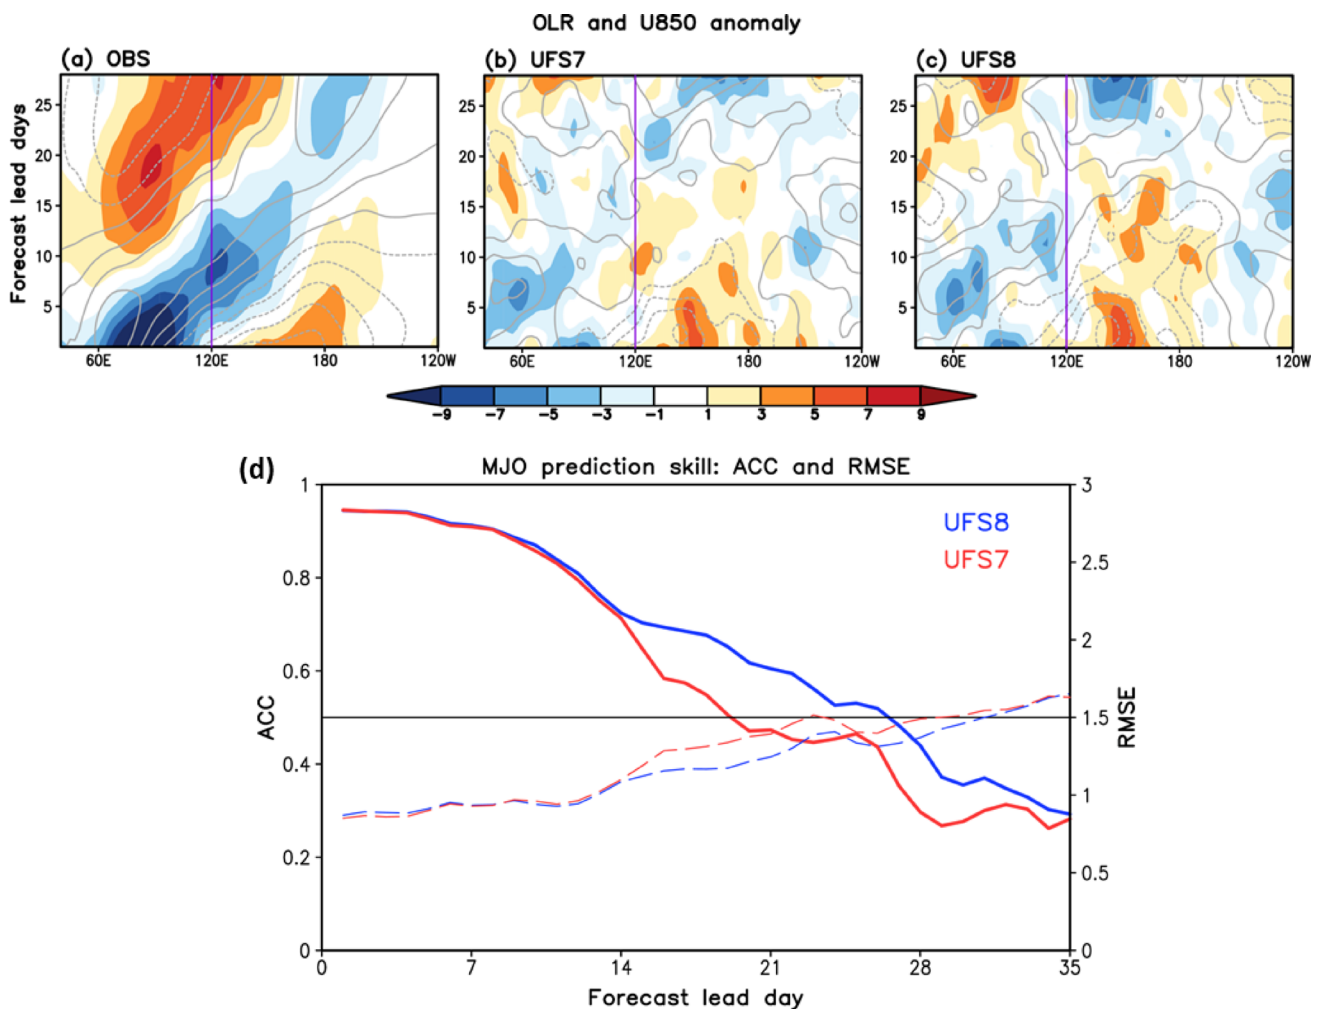 OLR and U850 anomaly
(a) OBS
(b) UFS7
(c) UFS8
Forecast lead days
25
20
15
10
5
60E 120E 180 120W
25
20
15
10
5
60E 120E 180 120W
25
20
15
10
5
60E 120E 180 120W
-9 -7 -5 -3 -1 1 3 5 7 9
(d) MJO prediction skill: ACC and RMSE
UFS8
UFS7
ACC
1
0.8
0.6
0.4
0.2
0
RMSE
3
2.5
2
1.5
1
0.5
0
0 7 14 21 28 35
Forecast lead day